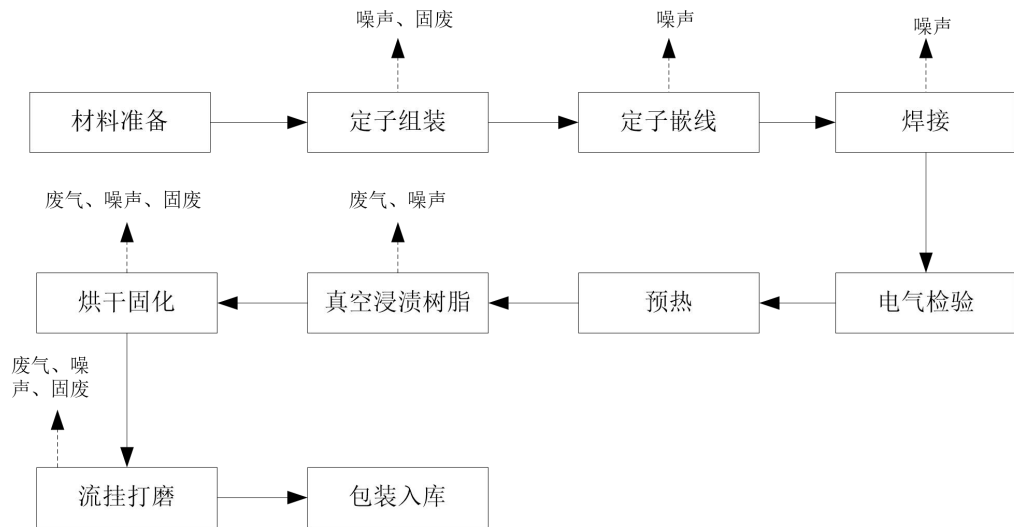 噪声、固废
噪声
噪声
材料准备
定子组装
定子嵌线
焊接
废气、噪声、固废
废气、噪声
烘干固化
真空浸渍树脂
预热
电气检验
废气、噪
声、固废
流挂打磨
包装入库